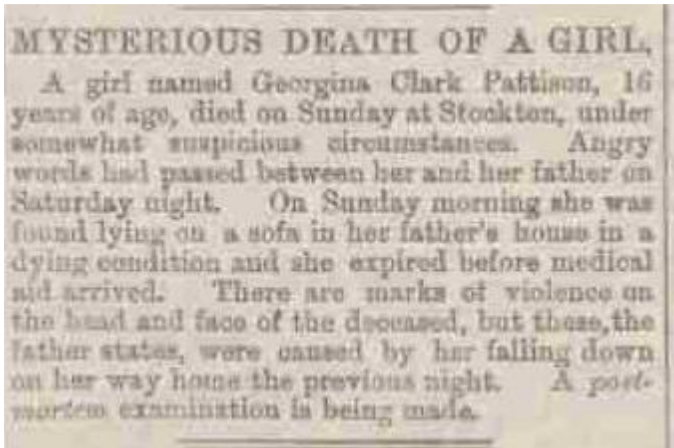 MYSTERIOUS DEATH OF A GIRL,
A girl named Georgina Clark Pattison, 16
years of age, died on Sunday at Stockton, under
somewhat suspicious circumstances. Angry
words had passed between her and her father on
Saturday night. On Sunday morning she was
found lying on a sofa in her father's house in a
dying condition and she expired before medical
aid arrived. There are marks of violence on
the head and face of the deceased, but these, the
father states, were caused by her falling down
on her way home the previous night. A post-
mortem examination is being made.